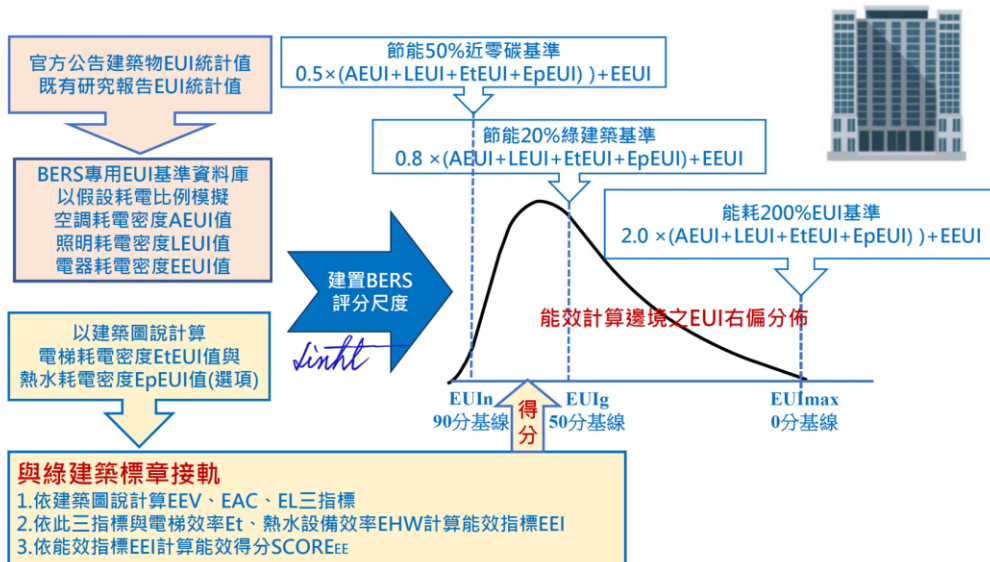 官方公告建築物EUI統計值
既有研究報告EUI統計值
BERS專用EUI基準資料庫
以假設耗電比例模擬
空調耗電密度AEUI值
照明耗電密度LEUI值
電器耗電密度EEUI值
以建築圖說計算
電梯耗電密度EtEUI值與
熱水耗電密度EpEUI值(選項)
建置BERS
評分尺度
節能50%近零碳基準
0.5×(AEUI+LEUI+EtEUI+EpEUI) )+EEUI
節能20%綠建築基準
0.8 ×(AEUI+LEUI+EtEUI+EpEUI)+EEUI
能耗200%EUI基準
2.0 ×(AEUI+LEUI+EtEUI+EpEUI) )+EEUI
能效計算邊境之EUI右偏分佈
EUIn
90分基線
得分
EUIg
50分基線
EUImax
0分基線
與綠建築標章接軌
1.依建築圖說計算EEV、EAC、EL三指標
2.依此三指標與電梯效率Et、熱水設備效率EHW計算能效指標EEI
3.依能效指標EEI計算能效得分SCOREEE